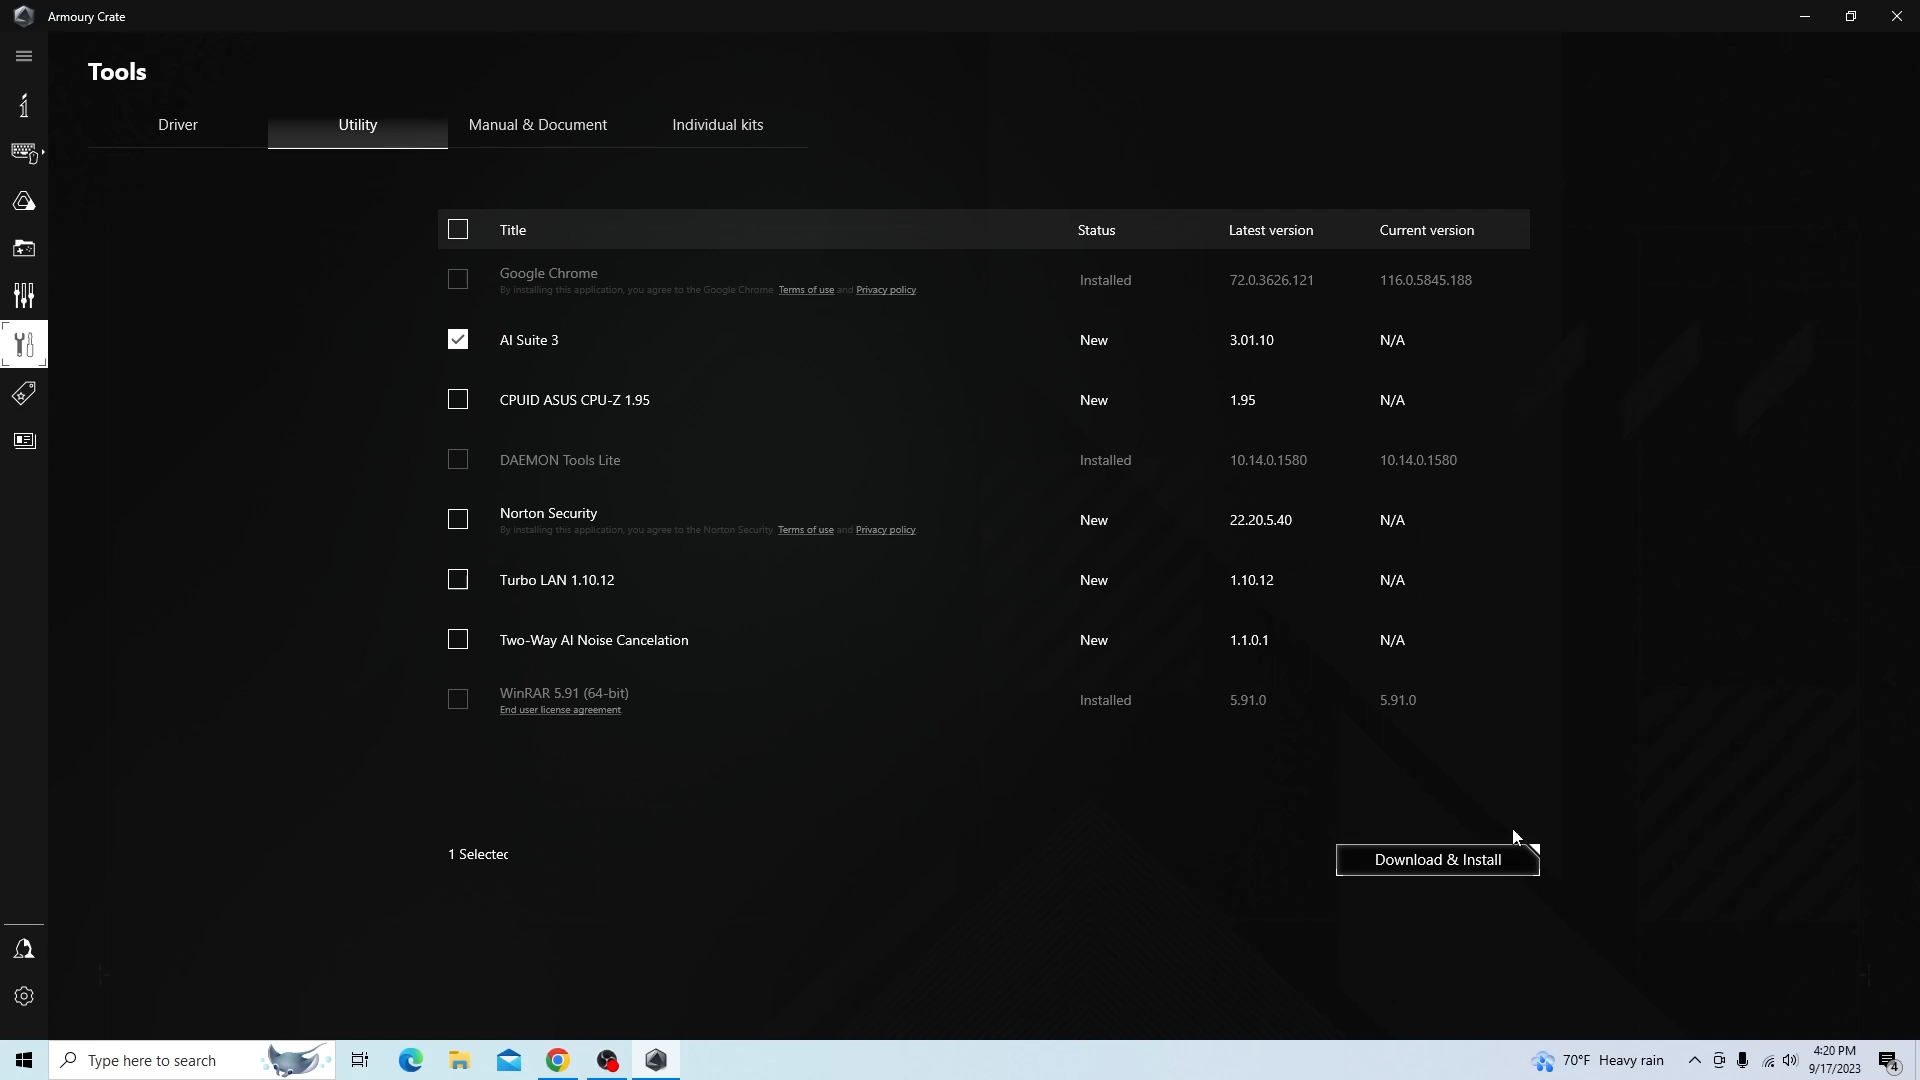 Armoury Crate
Tools
Driver Utility Manual & Document Individual kits
Title Status Latest version Current version
Google Chrome Installed 72.0.3626.121 116.0.5845.188
By installing this application, you agree to the Google Chrome Terms of use and Privacy policy
AI Suite 3 New 3.01.10 N/A
CPUID ASUS CPU-Z 1.95 New 1.95 N/A
DAEMON Tools Lite Installed 10.14.0.1580 10.14.0.1580
Norton Security New 22.20.5.40 N/A
By installing this application, you agree to the Norton Security Terms of use and Privacy policy
Turbo LAN 1.10.12 New 1.10.12 N/A
Two-Way AI Noise Cancelation New 1.1.0.1 N/A
WinRAR 5.91 (64-bit) Installed 5.91.0 5.91.0
End user license agreement
1 Selected
Download & Install
Type here to search
70°F Heavy rain
4:20 PM
9/17/2023
4